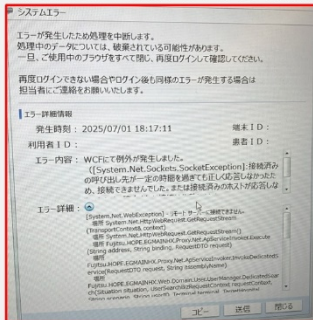 システムエラー
エラーが発生したため処理を中断します。
処理中のデータについては、破棄されている可能性があります。
一旦、ご使用中のブラウザをすべて閉じ、再度ログインして確認してください。
再度ログインできない場合やログイン後も同様のエラーが発生する場合は
担当者にご連絡をお願いいたします。
エラー詳細情報
発生時刻: 2025/07/01 18:17:11
端末ID:
利用者ID:
患者ID:
エラー内容: WCFにて例外が発生しました。
([System.Net.Sockets.SocketException]:接続済み
の呼び出し先が一定の時間を過ぎても正しく応答しなかったた
め、接続できませんでした。または接続済みのホストが応答しな
エラー詳細:
[System.Net.WebException] - リモート サーバーに接続できません。
場所 System.Net.HttpWebRequest.GetRequestStream
(TransportContext& context)
場所 System.Net.HttpWebRequest.GetRequestStream()
場所
Fujitsu.HOPE.EGMAINHX.Proxy.Net.ApServiceInvoker.Execute
(String address, String binding, RequestDTO request)
場所
Fujitsu.HOPE.EGMAINHX.Proxy.Net.ApServiceInvoker.InvokeDedicatedS
ervice(RequestDTO request, String assemblyName)
場所
Fujitsu.HOPE.EGMAINHX.Web.Domain.Uses.UserManager.DedicatedSear
ch(Situation situation, UserSearchDtoRequest contextRequest, Context
コピー
送信
閉じる